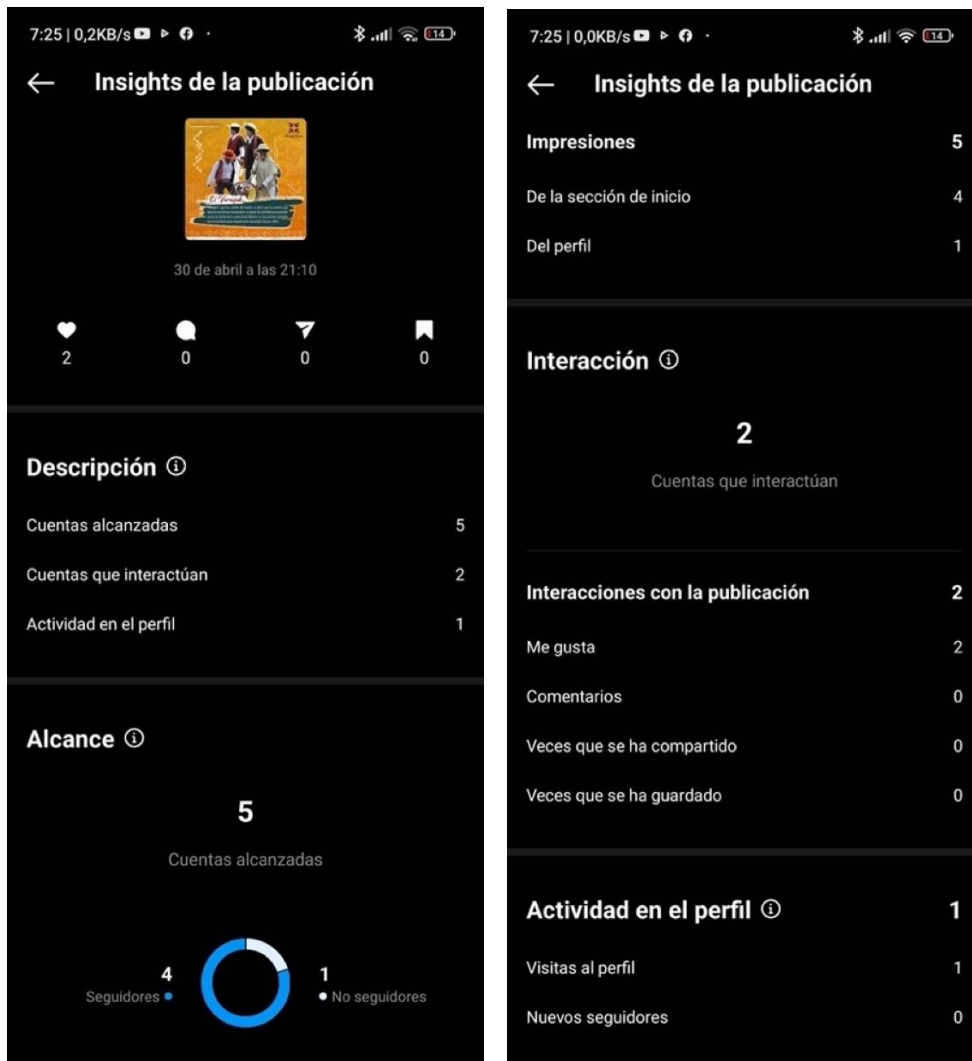 7:25 | 0,2KB/s
14
Insights de la publicación
30 de abril a las 21:10
2
0
0
0
Descripción
Cuentas alcanzadas 5
Cuentas que interactúan 2
Actividad en el perfil 1
Alcance
5
Cuentas alcanzadas
4
Seguidores
1
No seguidores
7:25 | 0,0KB/s
14
Insights de la publicación
Impresiones 5
De la sección de inicio 4
Del perfil 1
Interacción
2
Cuentas que interactúan
Interacciones con la publicación 2
Me gusta 2
Comentarios 0
Veces que se ha compartido 0
Veces que se ha guardado 0
Actividad en el perfil 1
Visitas al perfil 1
Nuevos seguidores 0